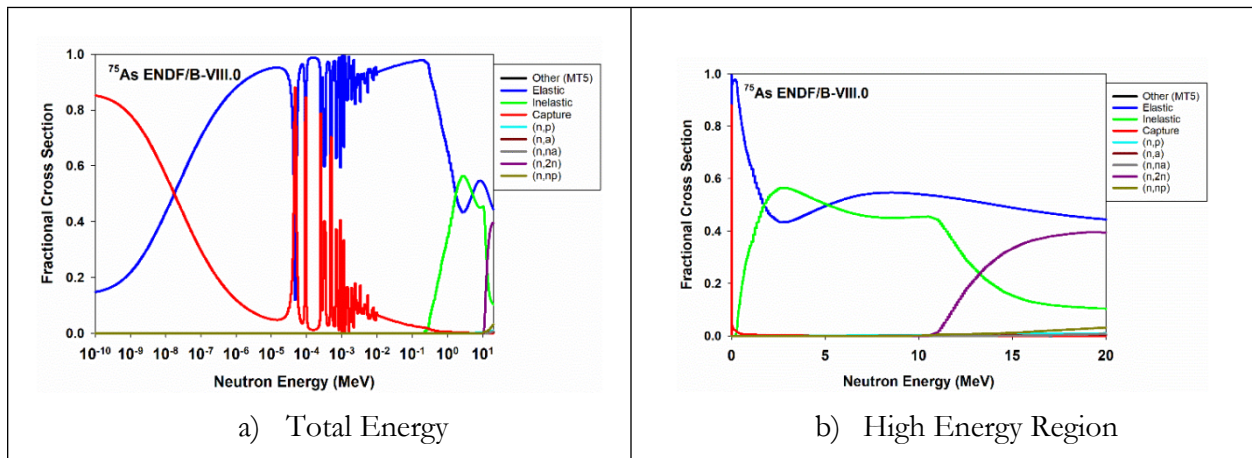 ⁷⁵As ENDF/B-VIII.0
Fractional Cross Section
1.0
0.8
0.6
0.4
0.2
0.0
10⁻¹⁰ 10⁻⁹ 10⁻⁸ 10⁻⁷ 10⁻⁶ 10⁻⁵ 10⁻⁴ 10⁻³ 10⁻² 10⁻¹ 10⁰ 10¹
Neutron Energy (MeV)
Other (MT5)
Elastic
Inelastic
Capture
(n,p)
(n,a)
(n,na)
(n,2n)
(n,np)
a) Total Energy
⁷⁵As ENDF/B-VIII.0
Fractional Cross Section
1.0
0.8
0.6
0.4
0.2
0.0
0 5 10 15 20
Neutron Energy (MeV)
Other (MT5)
Elastic
Inelastic
Capture
(n,p)
(n,a)
(n,na)
(n,2n)
(n,np)
b) High Energy Region